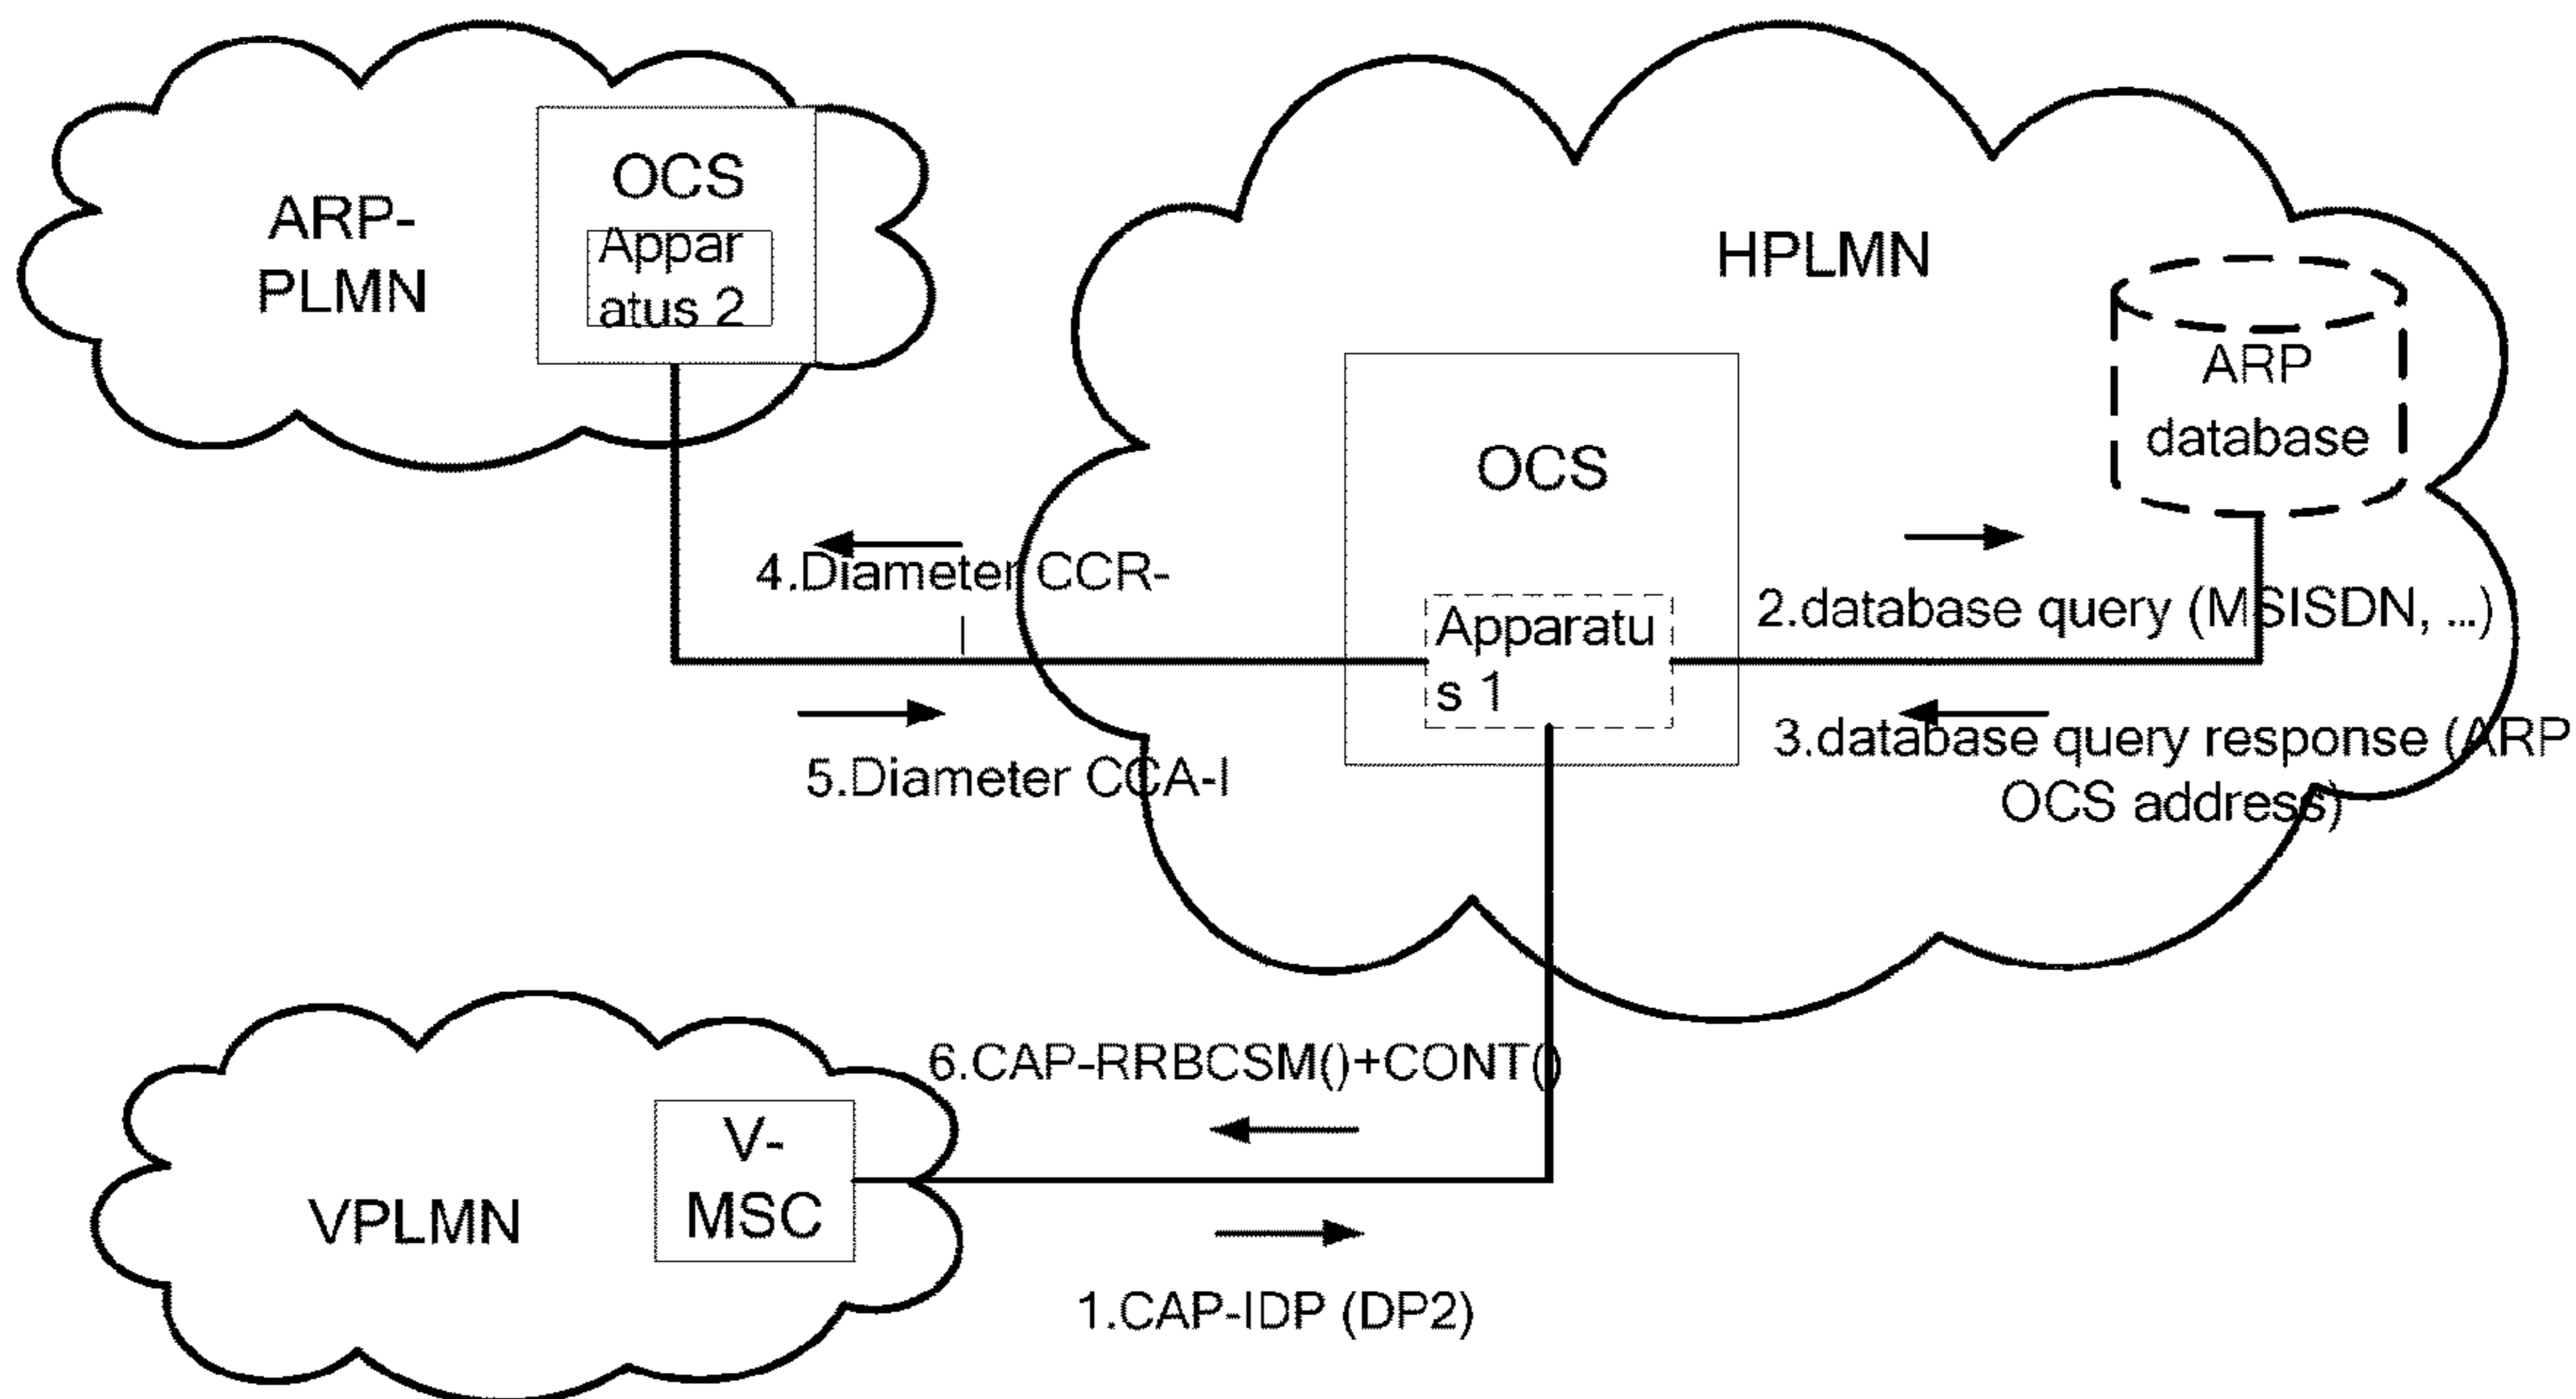 OCS
Appar
atus 2
ARP-
PLMN
HPLMN
ARP
database
OCS
Apparatu
s 1
4.Diameter CCR-
I
5.Diameter CCA-I
2.database query (MSISDN, ...)
3.database query response (ARP
OCS address)
6.CAP-RRBCSM()+CONT()
V-
MSC
VPLMN
1.CAP-IDP (DP2)